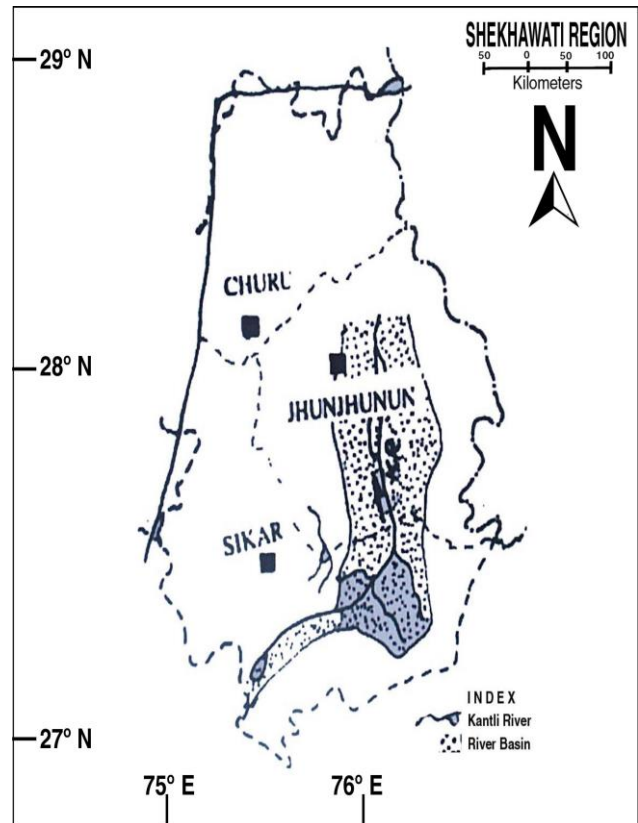 SHEKHAWATI REGION
50 0 50 100
Kilometers
N
29° N
CHURU
28° N
JHUNJHUNUN
K.R.
SIKAR
INDEX
Kantli River
River Basin
27° N
75° E 76° E